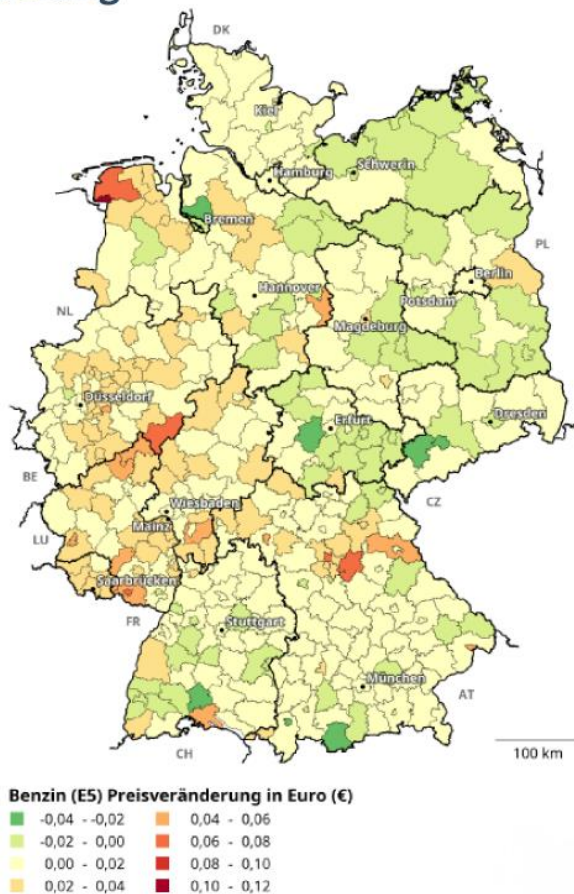 DK
Kiel
Hamburg
Schwerin
Bremen
PL
Berlin
Hannover
Potsdam
NL
Magdeburg
Düsseldorf
Erfurt
Dresden
BE
CZ
Wiesbaden
Mainz
LU
Saarbrücken
FR
Stuttgart
München
AT
CH
100 km
Benzin (E5) Preisveränderung in Euro (€)
-0,04 - -0,02 0,04 - 0,06
-0,02 - 0,00 0,06 - 0,08
0,00 - 0,02 0,08 - 0,10
0,02 - 0,04 0,10 - 0,12